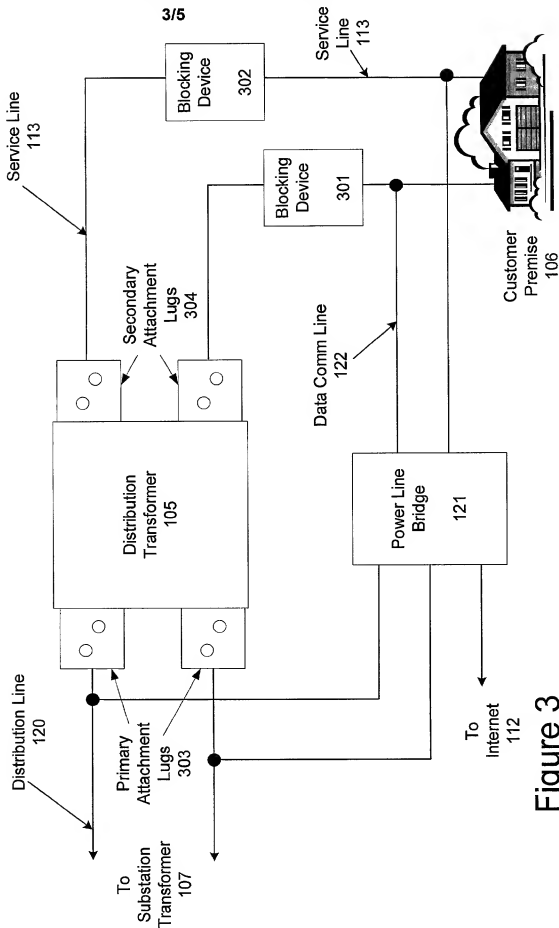 3/5
Service Line
113
Blocking
Device
302
Service
Line
113
Secondary
Attachment
Lugs
304
Blocking
Device
301
Distribution
Transformer
105
Data Comm Line
122
Customer
Premise
106
Distribution Line
120
Primary
Attachment
Lugs
303
Power Line
Bridge
121
To
Substation
Transformer
107
To
Internet
112
Figure 3